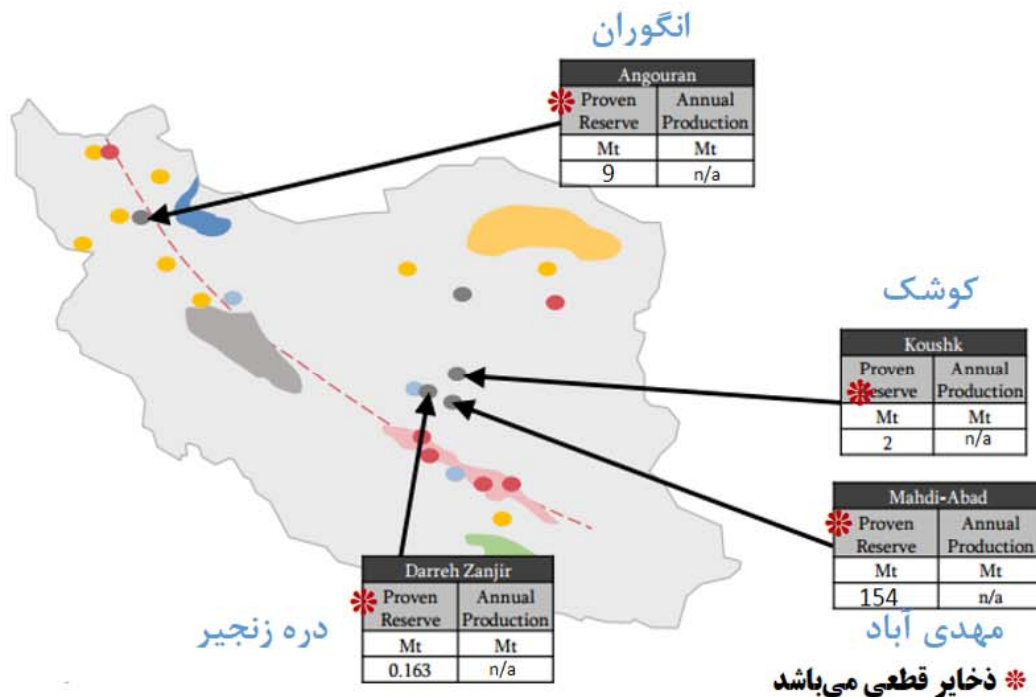 انگوران
Angouran
Proven Reserve
Annual Production
Mt
Mt
9
n/a
کوشک
Koushk
Proven Reserve
Annual Production
Mt
Mt
2
n/a
Mahdi-Abad
Proven Reserve
Annual Production
Mt
Mt
154
n/a
مهدی آباد
Darreh Zanjir
Proven Reserve
Annual Production
Mt
Mt
0.163
n/a
دره زنجیر
ذخایر قطعی می‌باشد